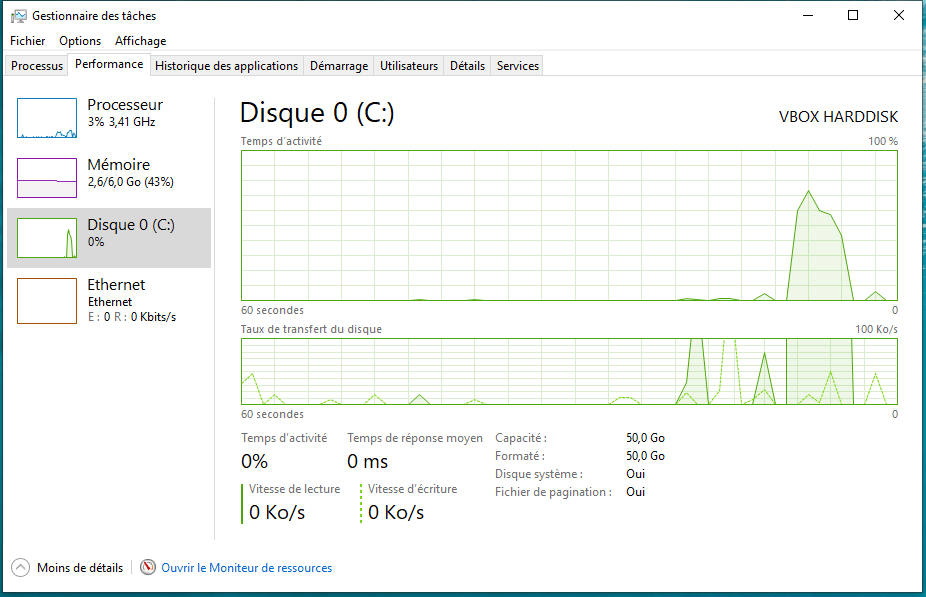 Gestionnaire des tâches
Fichier Options Affichage
Processus Performance Historique des applications Démarrage Utilisateurs Détails Services
Processeur
3% 3,41 GHz
Mémoire
2,6/6,0 Go (43%)
Disque 0 (C:)
0%
Ethernet
Ethernet
E : 0 R : 0 Kbits/s
Disque 0 (C:) VBOX HARDDISK
Temps d'activité 100 %
60 secondes 0
Taux de transfert du disque 100 Ko/s
60 secondes 0
Temps d'activité Temps de réponse moyen
0% 0 ms
Vitesse de lecture Vitesse d'écriture
0 Ko/s 0 Ko/s
Capacité : 50,0 Go
Formaté : 50,0 Go
Disque système : Oui
Fichier de pagination : Oui
Moins de détails Ouvrir le Moniteur de ressources